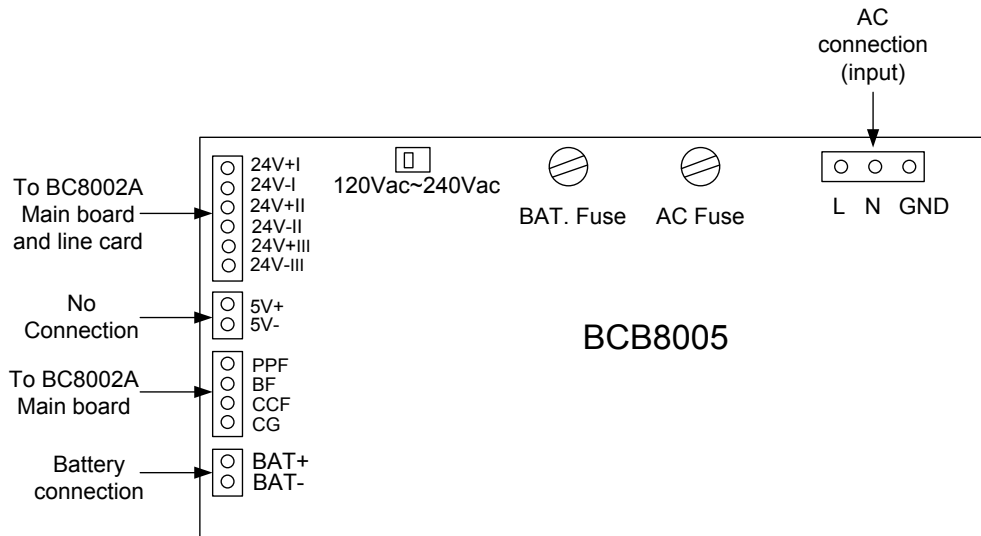 AC
connection
(input)
To BC8002A
Main board
and line card
24V+I
24V-I
24V+II
24V-II
24V+III
24V-III
120Vac~240Vac
BAT. Fuse
AC Fuse
L N GND
No
Connection
5V+
5V-
BCB8005
To BC8002A
Main board
PPF
BF
CCF
CG
Battery
connection
BAT+
BAT-